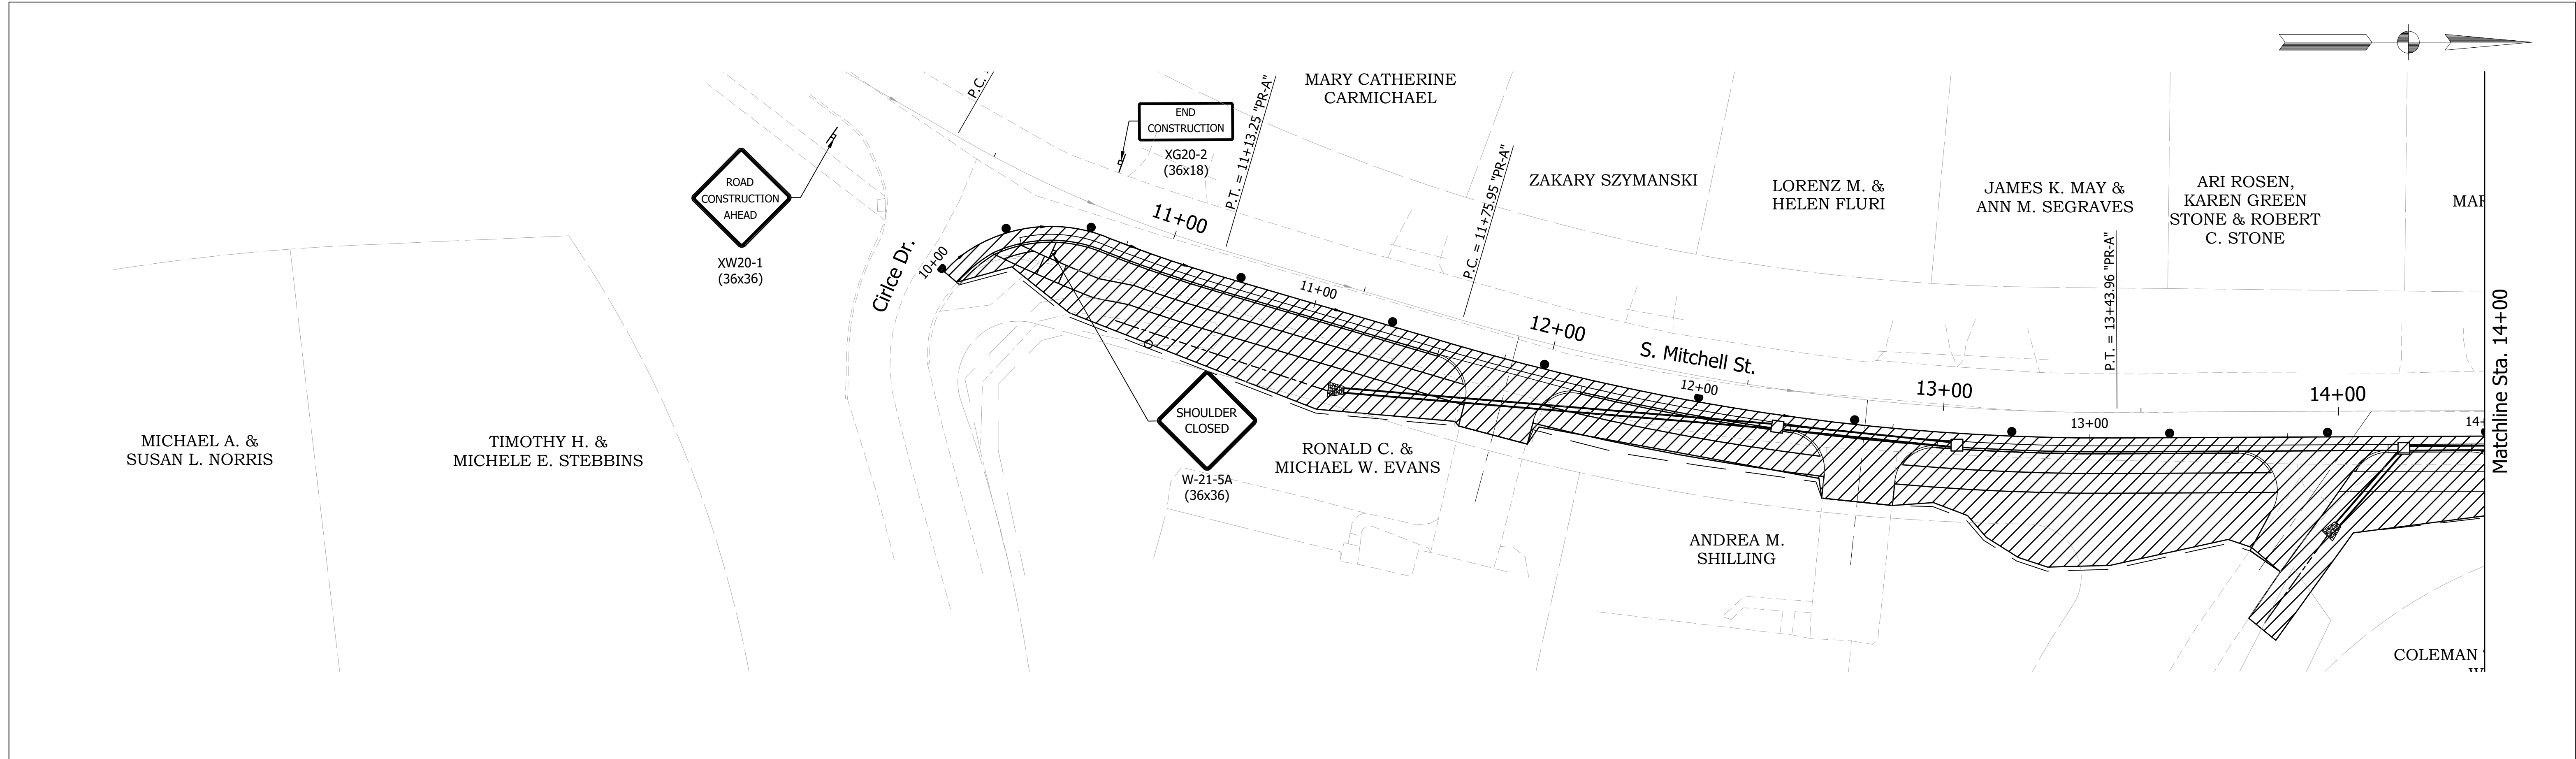 P.C.
END
CONSTRUCTION
XG20-2
(36x18)
P.T. = 11+13.25 "PR-A"
MARY CATHERINE
CARMICHAEL
ROAD
CONSTRUCTION
AHEAD
XW20-1
(36x36)
Cirlce Dr.
10+00
11+00
11+00
P.C. = 11+75.95 "PR-A"
ZAKARY SZYMANSKI
LORENZ M. &
HELEN FLURI
JAMES K. MAY &
ANN M. SEGRAVES
ARI ROSEN,
KAREN GREEN
STONE & ROBERT
C. STONE
MAR
P.T. = 13+43.96 "PR-A"
12+00
S. Mitchell St.
12+00
13+00
13+00
14+00
14+
Matchline Sta. 14+00
MICHAEL A. &
SUSAN L. NORRIS
TIMOTHY H. &
MICHELE E. STEBBINS
SHOULDER
CLOSED
W-21-5A
(36x36)
RONALD C. &
MICHAEL W. EVANS
ANDREA M.
SHILLING
COLEMAN